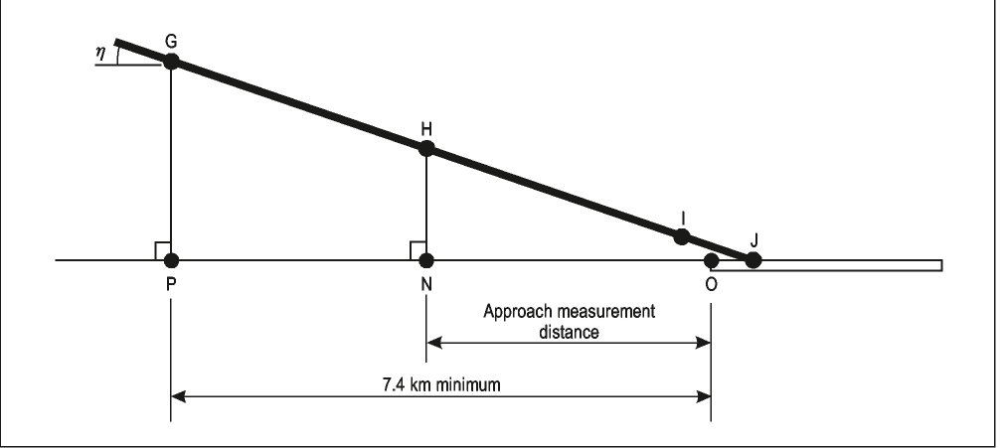 η
G
H
I
J
P
N
O
Approach measurement
distance
7.4 km minimum